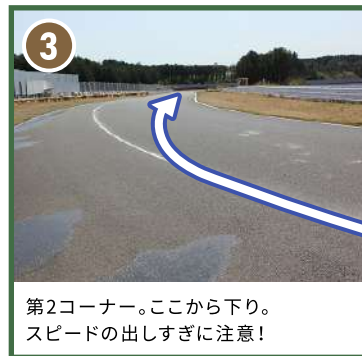 3
第2コーナー。ここから下り。
スピードの出しすぎに注意！